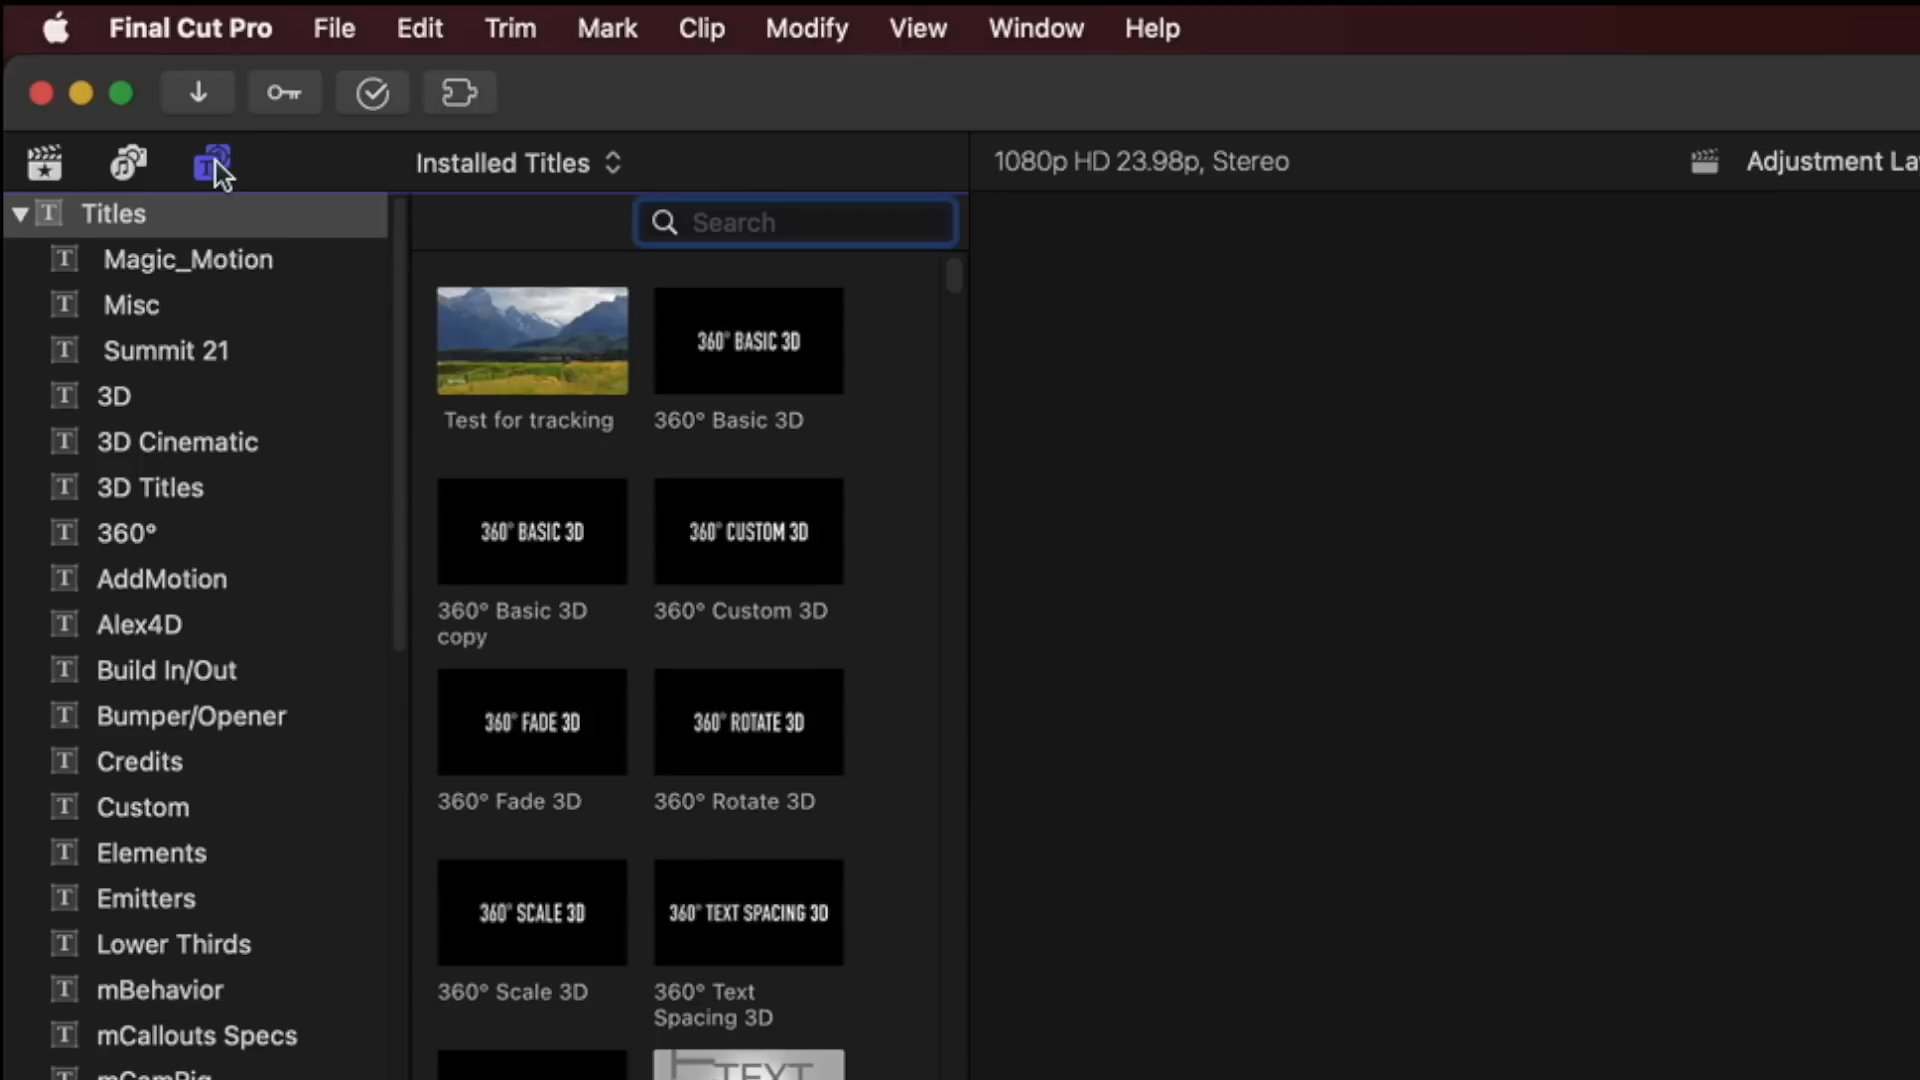 Final Cut Pro File Edit Trim Mark Clip Modify View Window Help
Installed Titles
1080p HD 23.98p, Stereo
Adjustment La
Titles
Search
Magic_Motion
Misc
Summit 21
3D
3D Cinematic
3D Titles
360°
AddMotion
Alex4D
Build In/Out
Bumper/Opener
Credits
Custom
Elements
Emitters
Lower Thirds
mBehavior
mCallouts Specs
mCamRig
Test for tracking
360° BASIC 3D
360° Basic 3D
360° BASIC 3D
360° Basic 3D
copy
360° CUSTOM 3D
360° Custom 3D
360° FADE 3D
360° Fade 3D
360° ROTATE 3D
360° Rotate 3D
360° SCALE 3D
360° Scale 3D
360° TEXT SPACING 3D
360° Text
Spacing 3D
TEXT